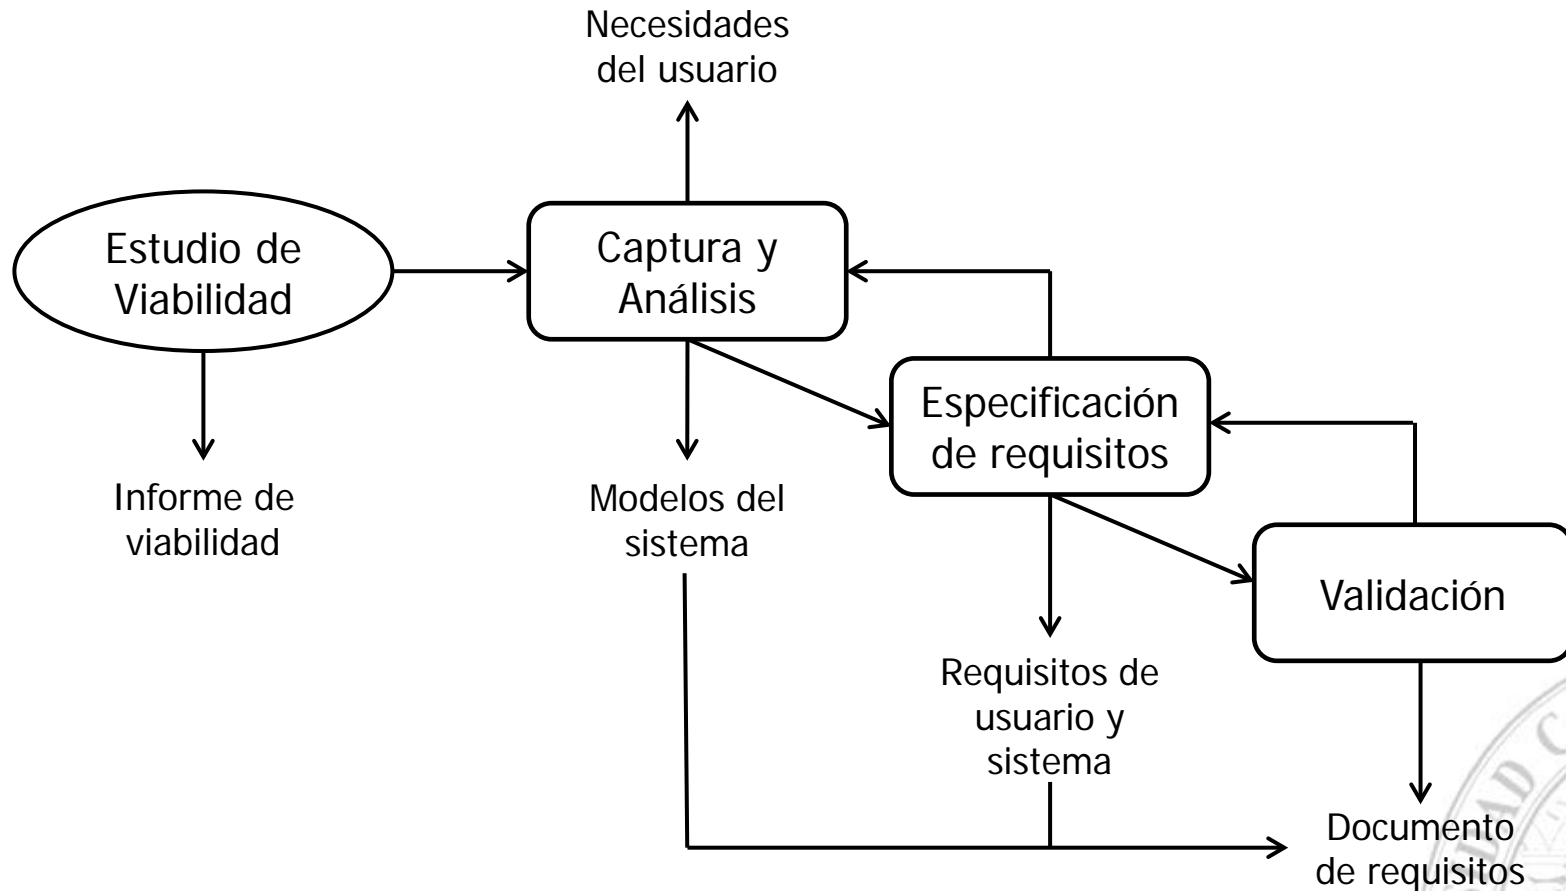 Necesidades
del usuario
Estudio de
Viabilidad
Captura y
Análisis
Especificación
de requisitos
Informe de
viabilidad
Modelos del
sistema
Validación
Requisitos de
usuario y
sistema
Documento
de requisitos
DAD C